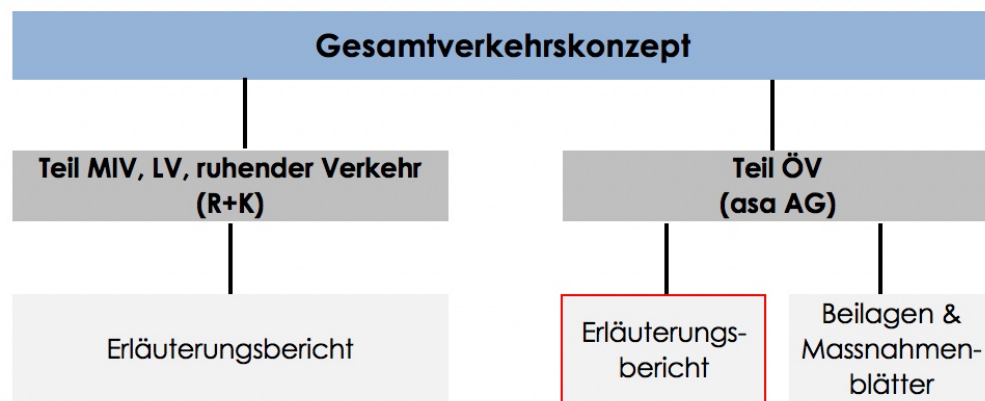 Gesamtverkehrskonzept
Teil MIV, LV, ruhender Verkehr
(R+K)
Teil ÖV
(asa AG)
Erläuterungsbericht
Erläuterungs-
bericht
Beilagen &
Massnahmen-
blätter